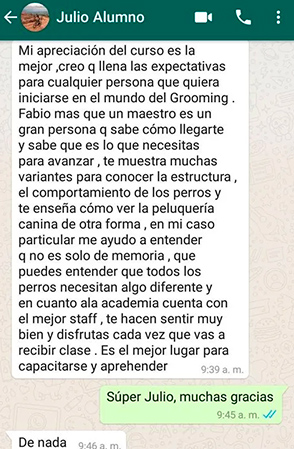 Julio Alumno
Mi apreciación del curso es la
mejor ,creo q llena las expectativas
para cualquier persona que quiera
iniciarse en el mundo del Grooming .
Fabio mas que un maestro es un
gran persona q sabe cómo llegarte
y sabe que es lo que necesitas
para avanzar , te muestra muchas
variantes para conocer la estructura ,
el comportamiento de los perros y
te enseña cómo ver la peluquería
canina de otra forma , en mi caso
particular me ayudo a entender
q no es solo de memoria , que
puedes entender que todos los
perros necesitan algo diferente y
en cuanto ala academia cuenta con
el mejor staff , te hacen sentir muy
bien y disfrutas cada vez que vas a
recibir clase . Es el mejor lugar para
capacitarse y aprehender
9:39 a. m.
Súper Julio, muchas gracias
9:45 a. m.
De nada 9:46 a. m.